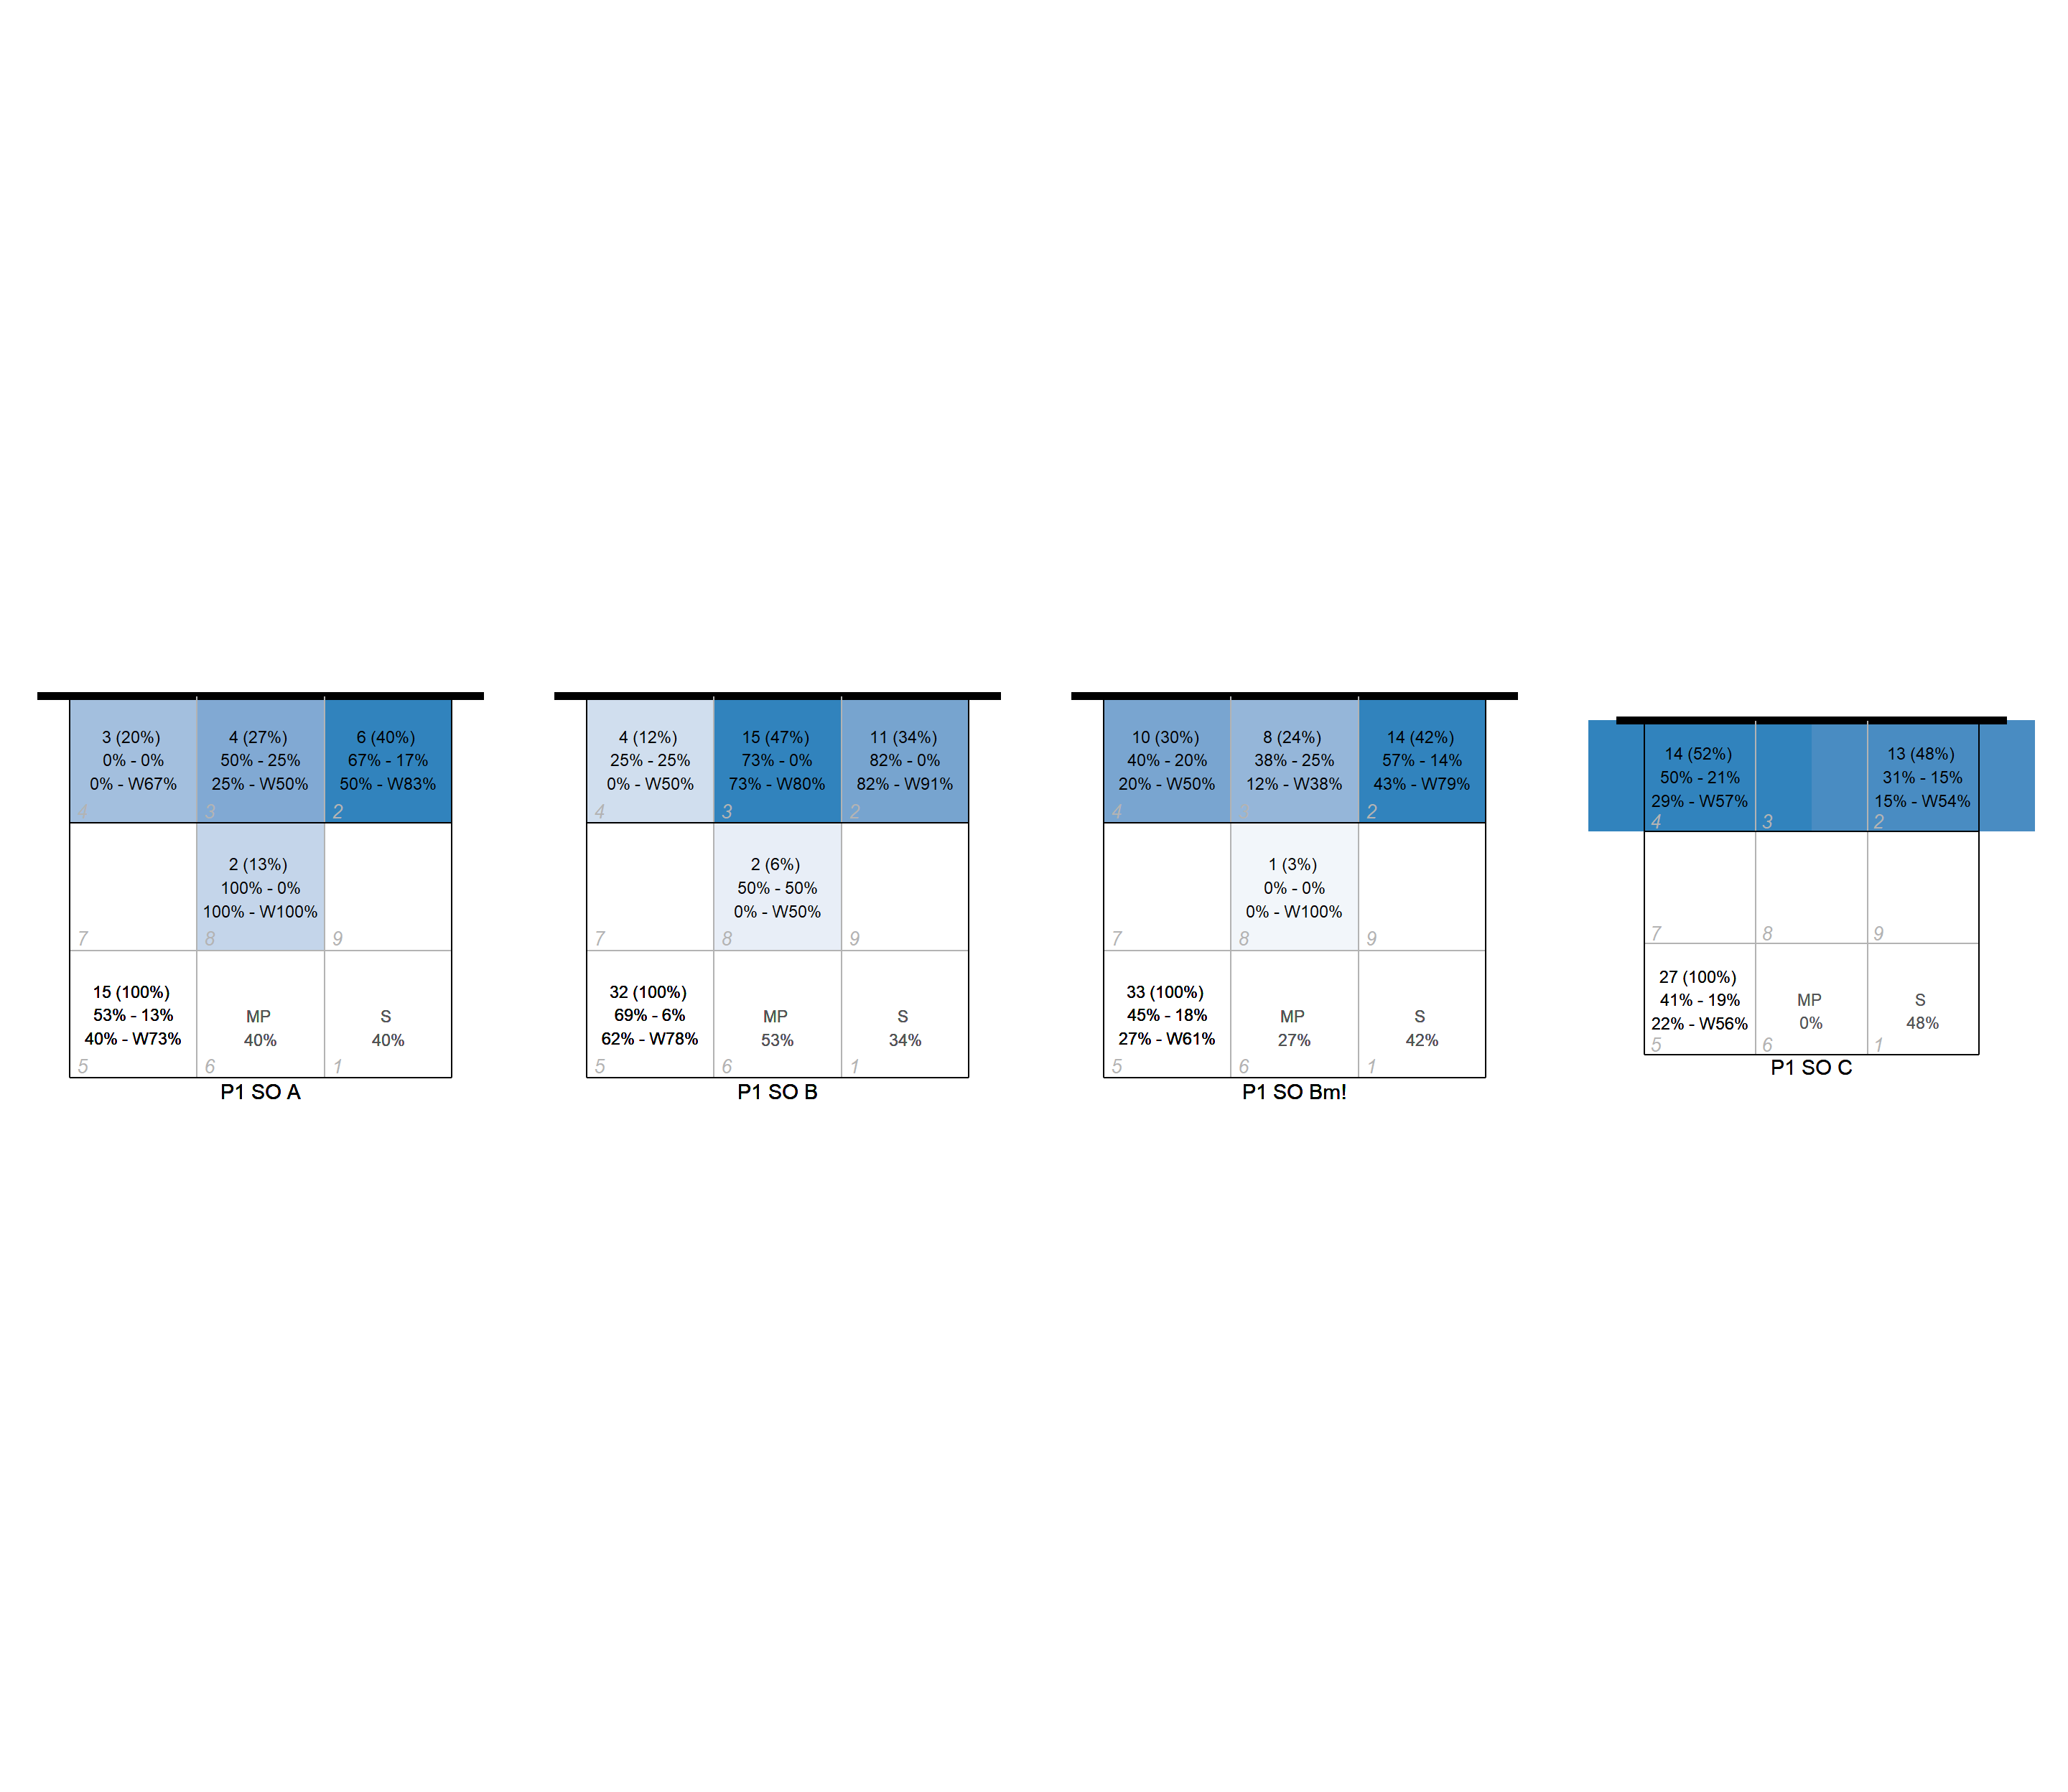 3 (20%)
0% - 0%
0% - W67%
4
4 (27%)
50% - 25%
25% - W50%
3
6 (40%)
67% - 17%
50% - W83%
2
7
2 (13%)
100% - 0%
100% - W100%
8
9
15 (100%)
53% - 13%
40% - W73%
5
MP
40%
6
S
40%
1
P1 SO A
4 (12%)
25% - 25%
0% - W50%
4
15 (47%)
73% - 0%
73% - W80%
3
11 (34%)
82% - 0%
82% - W91%
2
7
2 (6%)
50% - 50%
0% - W50%
8
9
32 (100%)
69% - 6%
62% - W78%
5
MP
53%
6
S
34%
1
P1 SO B
10 (30%)
40% - 20%
20% - W50%
4
8 (24%)
38% - 25%
12% - W38%
3
14 (42%)
57% - 14%
43% - W79%
2
7
1 (3%)
0% - 0%
0% - W100%
8
9
33 (100%)
45% - 18%
27% - W61%
5
MP
27%
6
S
42%
1
P1 SO Bm!
14 (52%)
50% - 21%
29% - W57%
4
3
13 (48%)
31% - 15%
15% - W54%
2
7
8
9
27 (100%)
41% - 19%
22% - W56%
5
MP
0%
6
S
48%
1
P1 SO C